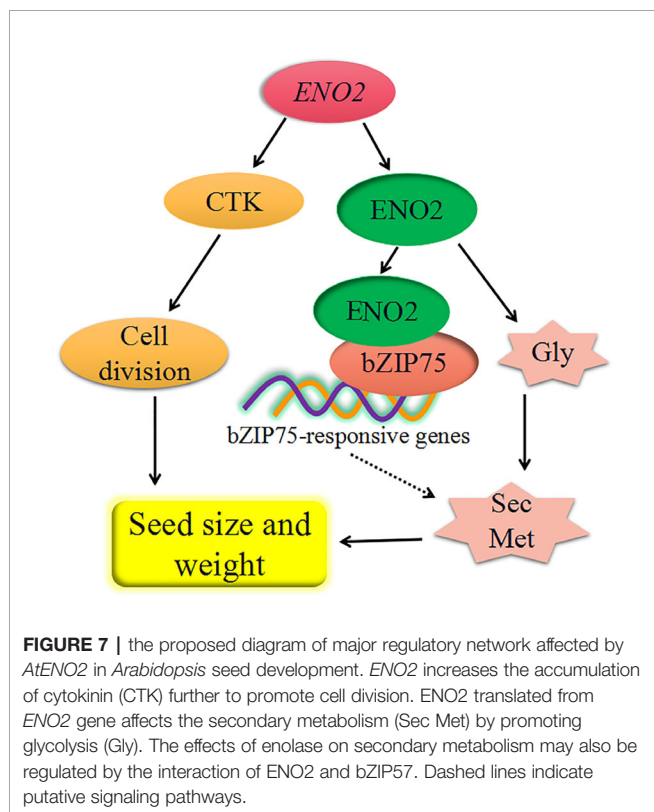 ENO2
CTK
ENO2
ENO2
Cell
division
bZIP75
Gly
bZIP75-responsive genes
Sec
Met
Seed size and
weight
FIGURE 7 | the proposed diagram of major regulatory network affected by
AtENO2 in Arabidopsis seed development. ENO2 increases the accumulation
of cytokinin (CTK) further to promote cell division. ENO2 translated from
ENO2 gene affects the secondary metabolism (Sec Met) by promoting
glycolysis (Gly). The effects of enolase on secondary metabolism may also be
regulated by the interaction of ENO2 and bZIP57. Dashed lines indicate
putative signaling pathways.